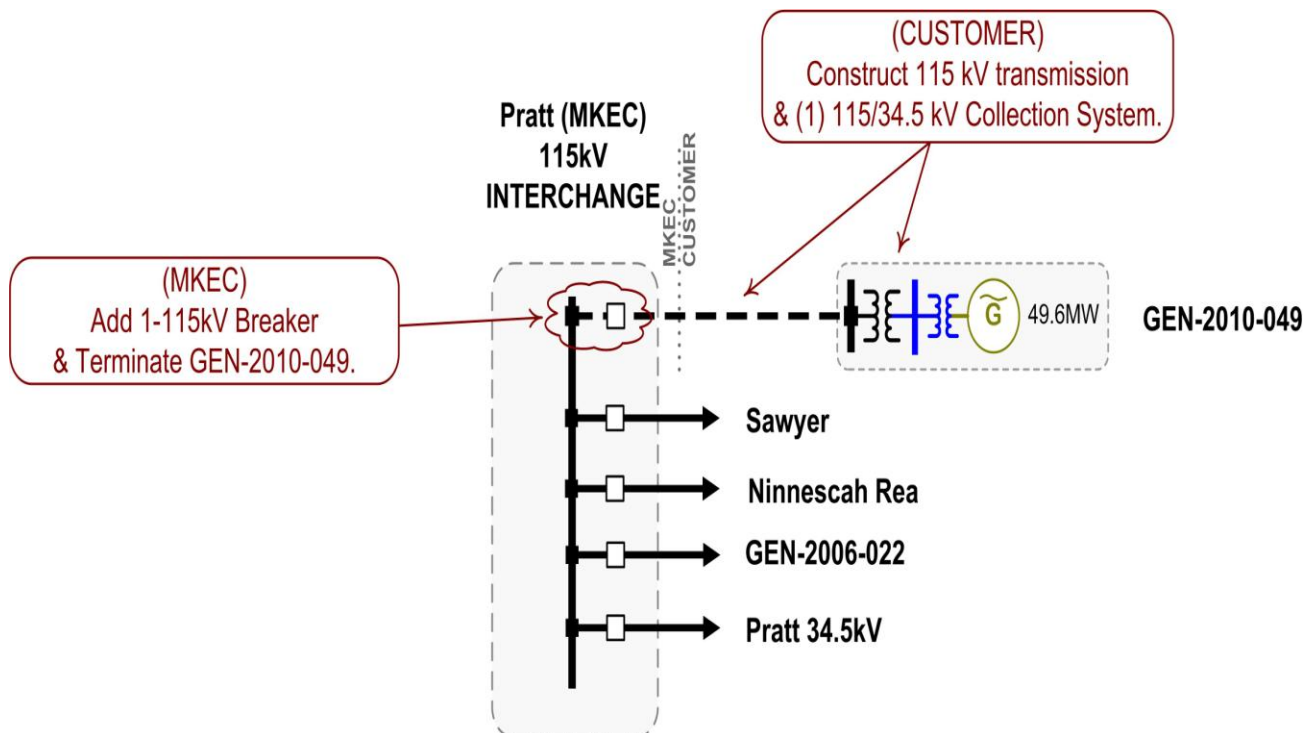 (CUSTOMER)
Construct 115 kV transmission
& (1) 115/34.5 kV Collection System.
Pratt (MKEC)
115kV
INTERCHANGE
MKEC
CUSTOMER
(MKEC)
Add 1-115kV Breaker
& Terminate GEN-2010-049.
G
49.6MW
GEN-2010-049
Sawyer
Ninnescah Rea
GEN-2006-022
Pratt 34.5kV